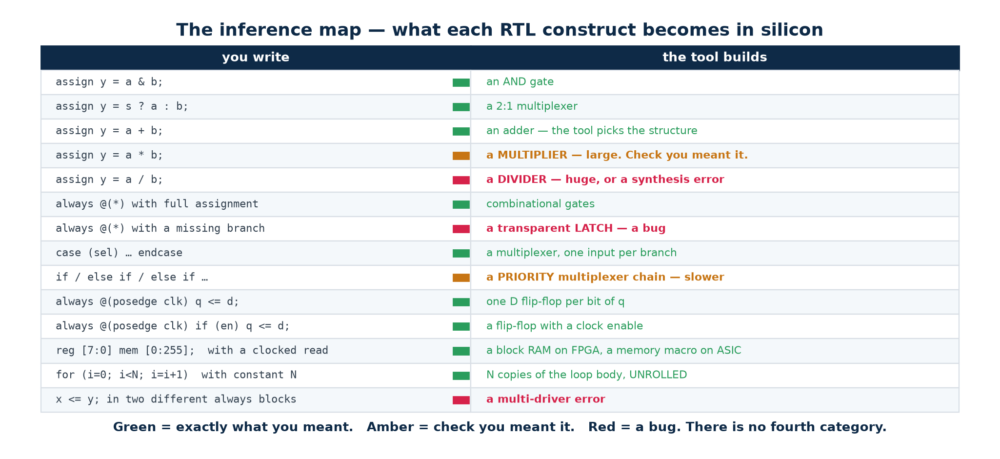 The inference map — what each RTL construct becomes in silicon
you write the tool builds
assign y = a & b; an AND gate
assign y = s ? a : b; a 2:1 multiplexer
assign y = a + b; an adder — the tool picks the structure
assign y = a * b; a MULTIPLIER — large. Check you meant it.
assign y = a / b; a DIVIDER — huge, or a synthesis error
always @(*) with full assignment combinational gates
always @(*) with a missing branch a transparent LATCH — a bug
case (sel) … endcase a multiplexer, one input per branch
if / else if / else if … a PRIORITY multiplexer chain — slower
always @(posedge clk) q <= d; one D flip-flop per bit of q
always @(posedge clk) if (en) q <= d; a flip-flop with a clock enable
reg [7:0] mem [0:255];  with a clocked read a block RAM on FPGA, a memory macro on ASIC
for (i=0; i<N; i=i+1)  with constant N N copies of the loop body, UNROLLED
x <= y; in two different always blocks a multi-driver error
Green = exactly what you meant.   Amber = check you meant it.   Red = a bug. There is no fourth category.